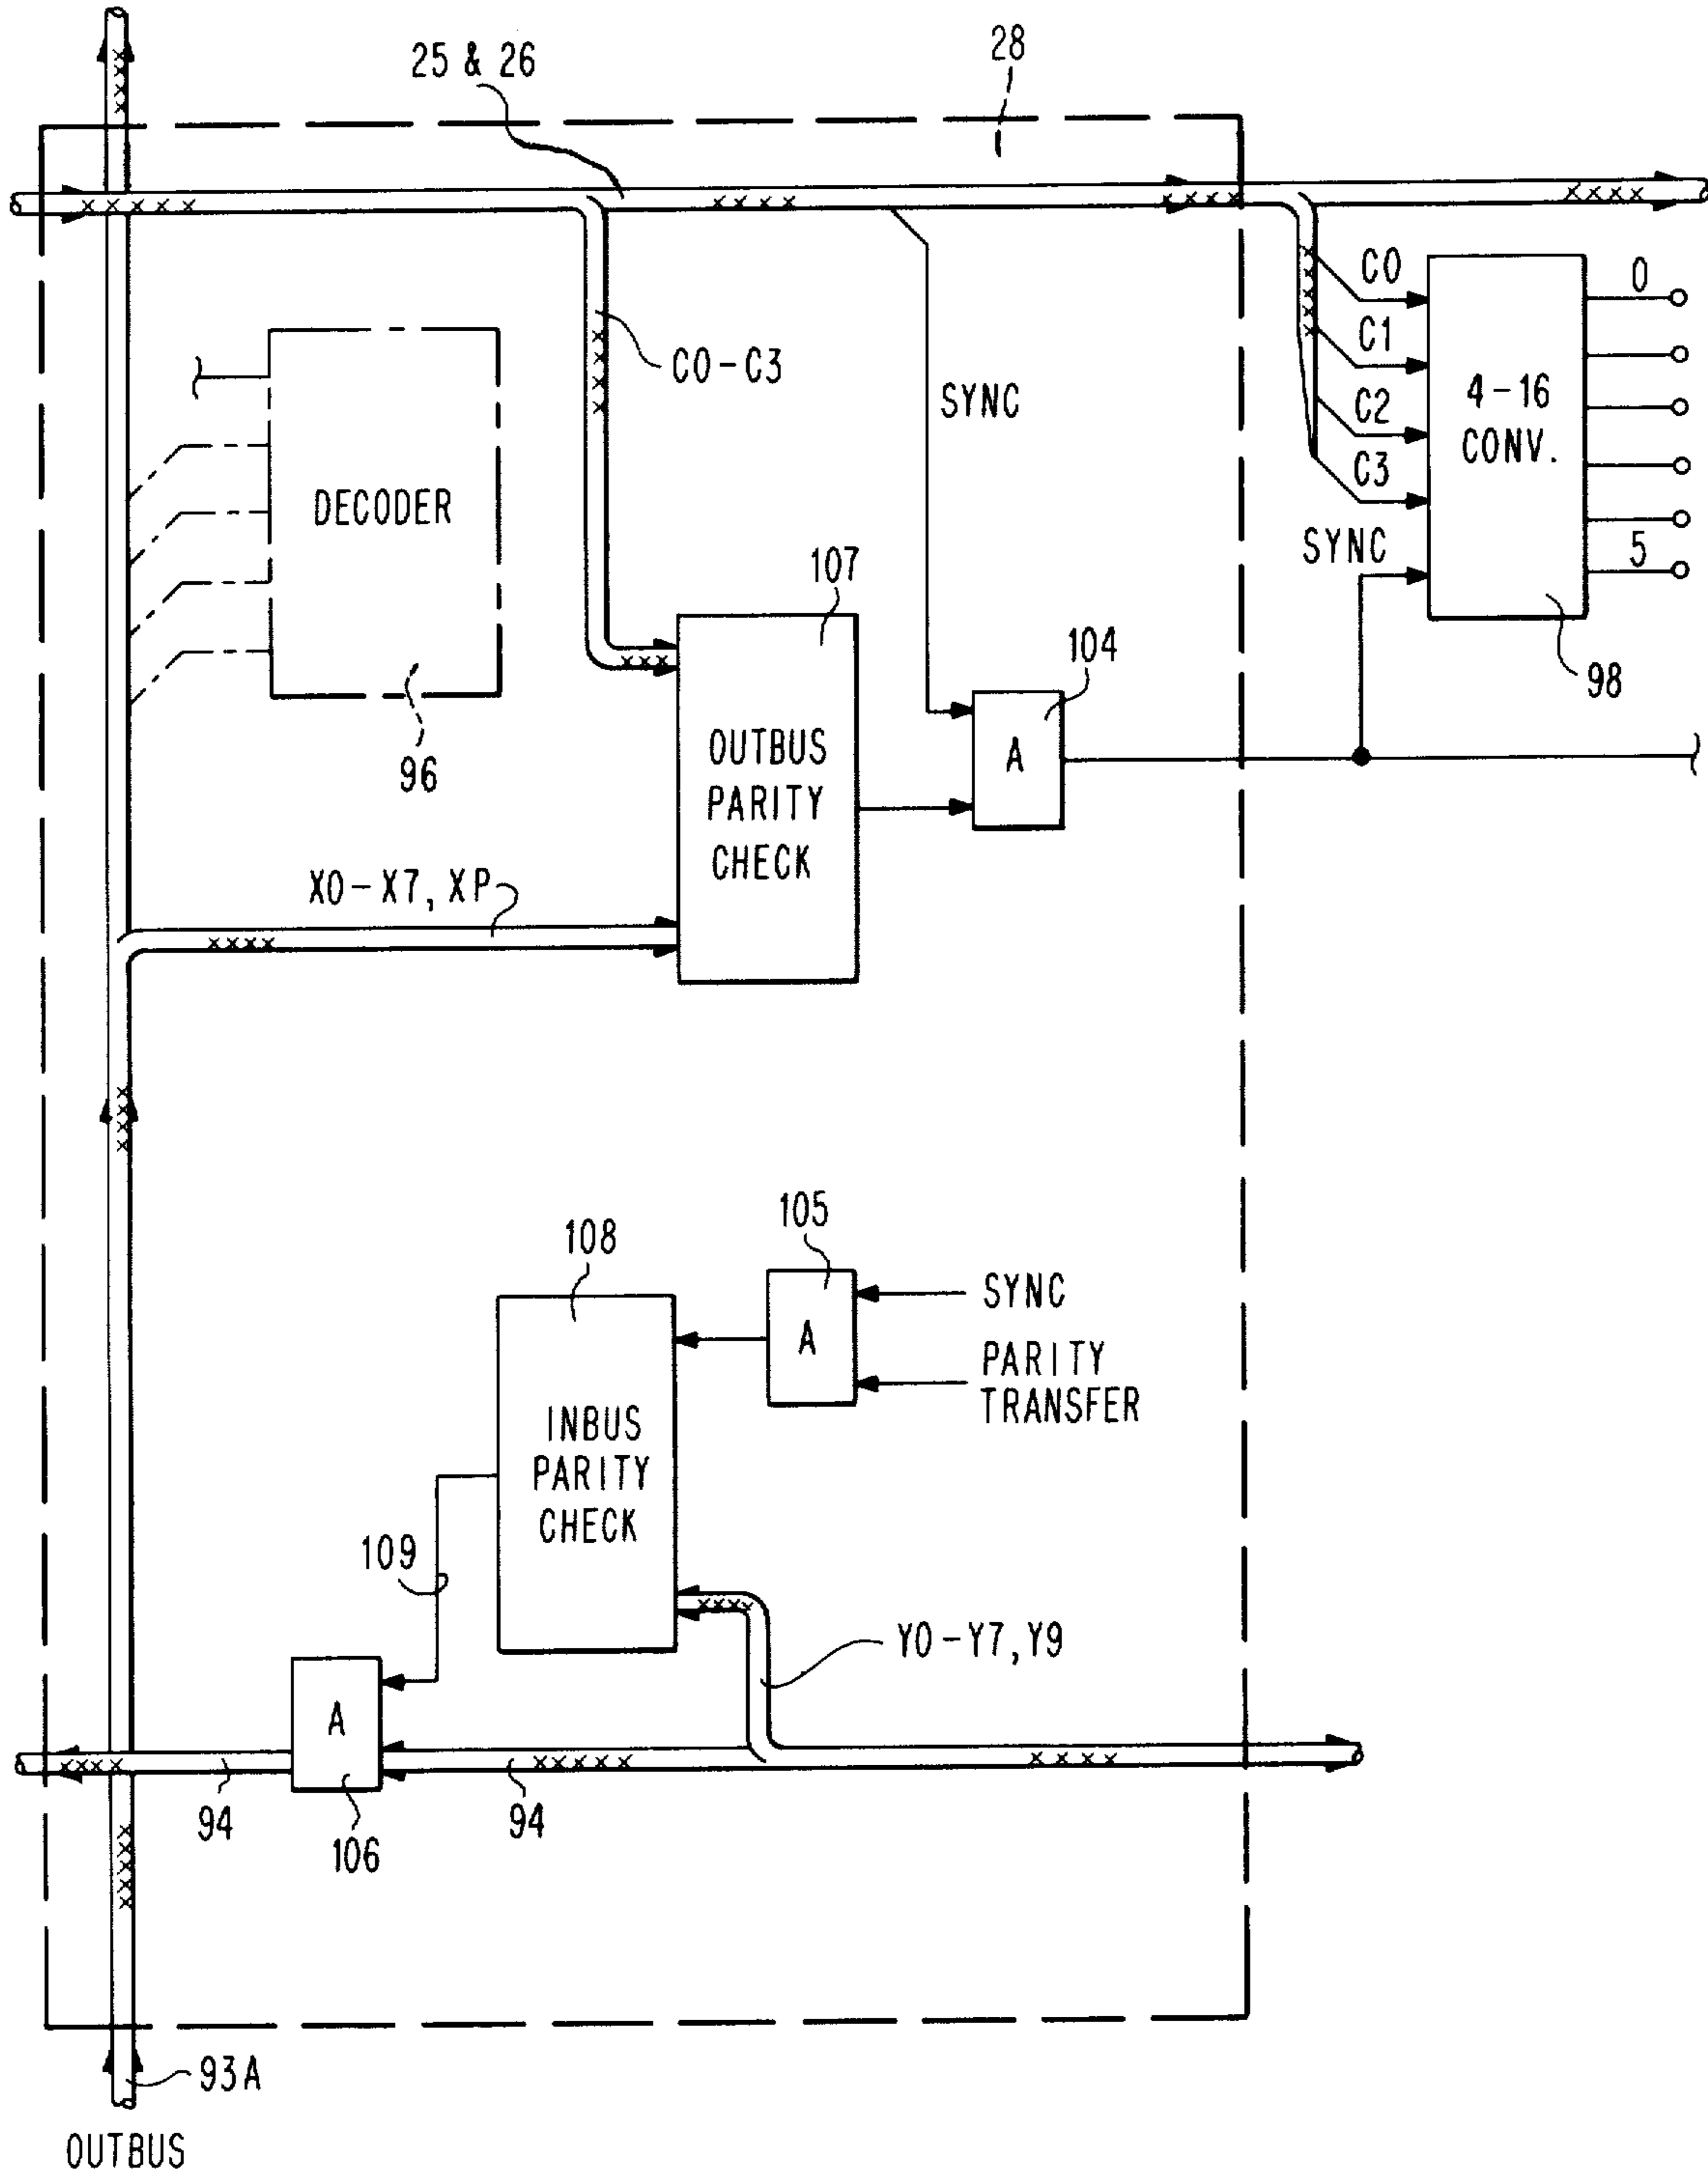 25 & 26
28
C0
0
C1
C0-C3
SYNC
4-16
CONV.
C2
C3
DECODER
SYNC
5
107
104
98
96
OUTBUS
PARITY
CHECK
A
X0-X7, XP
105
108
SYNC
A
PARITY
TRANSFER
INBUS
PARITY
CHECK
109
Y0-Y7, Y9
A
94
94
106
93A
OUTBUS